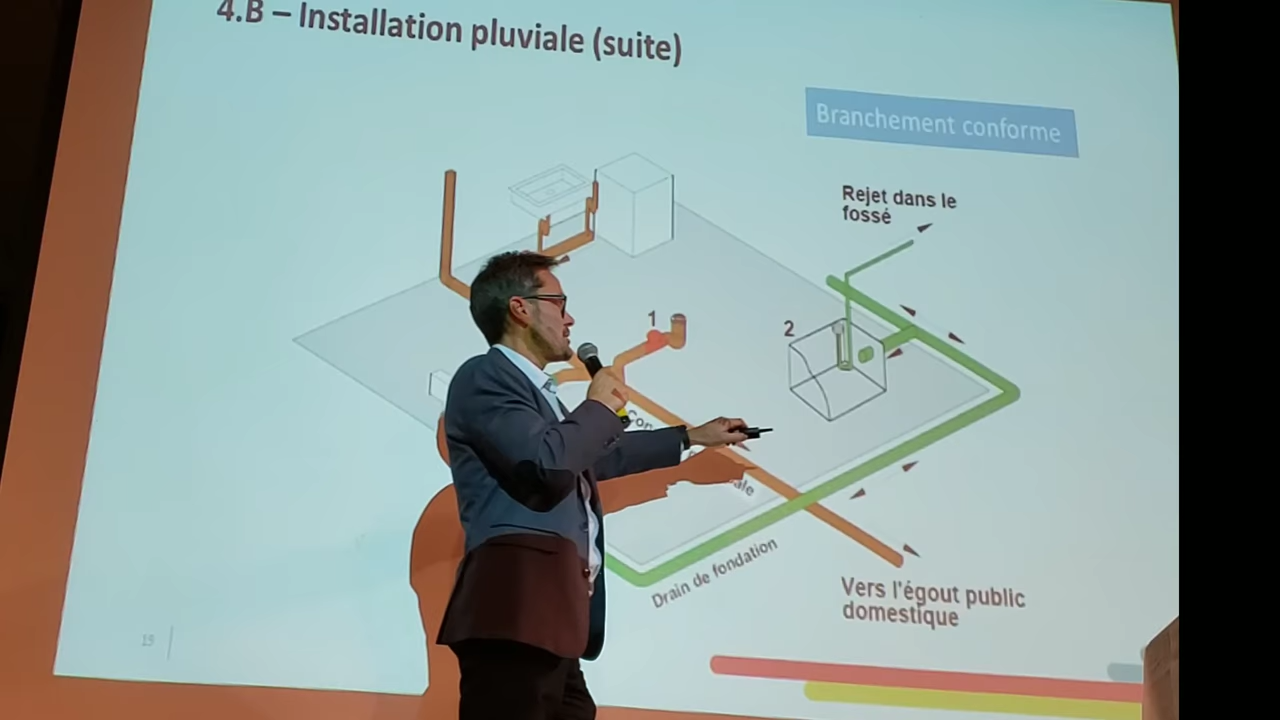 4.B – Installation pluviale (suite)
Branchement conforme
Rejet dans le
fossé
1
2
Drain de fondation
Vers l'égout public
domestique
19